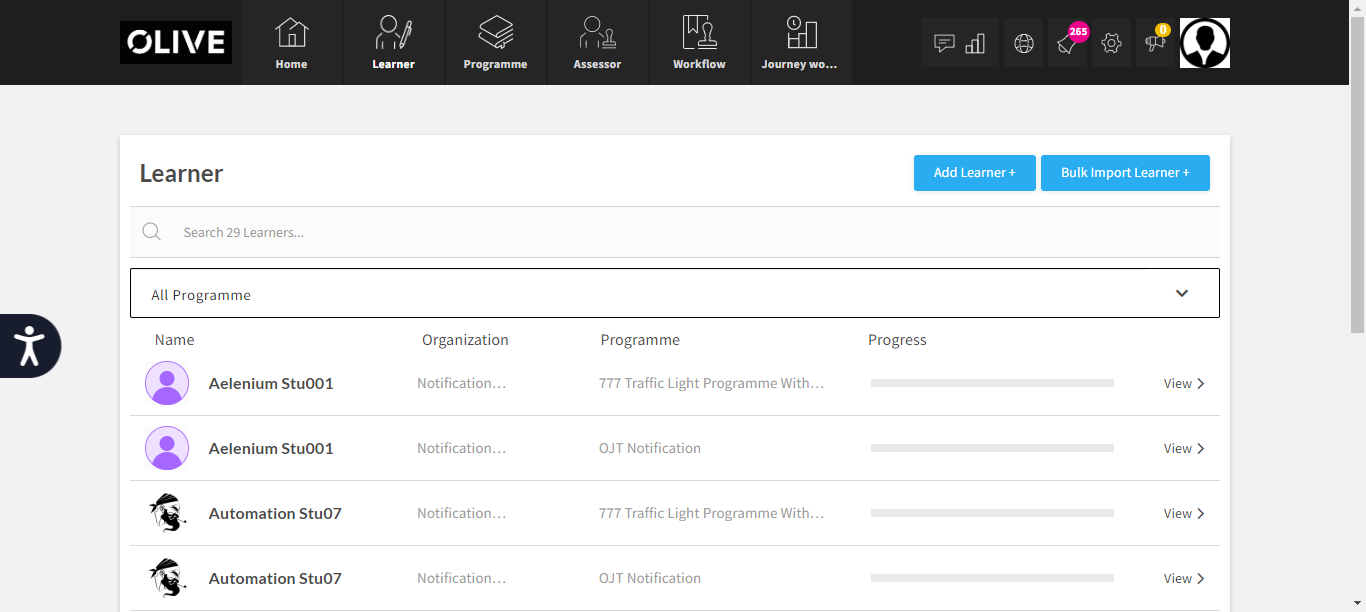 OLIVE
Home
Learner
Programme
Assessor
Workflow
Journey wo...
265
0
Learner
Add Learner +
Bulk Import Learner +
Search 29 Learners...
All Programme
Name Organization Programme Progress
Aelenium Stu001 Notification... 777 Traffic Light Programme With... View
Aelenium Stu001 Notification... OJT Notification View
Automation Stu07 Notification... 777 Traffic Light Programme With... View
Automation Stu07 Notification... OJT Notification View